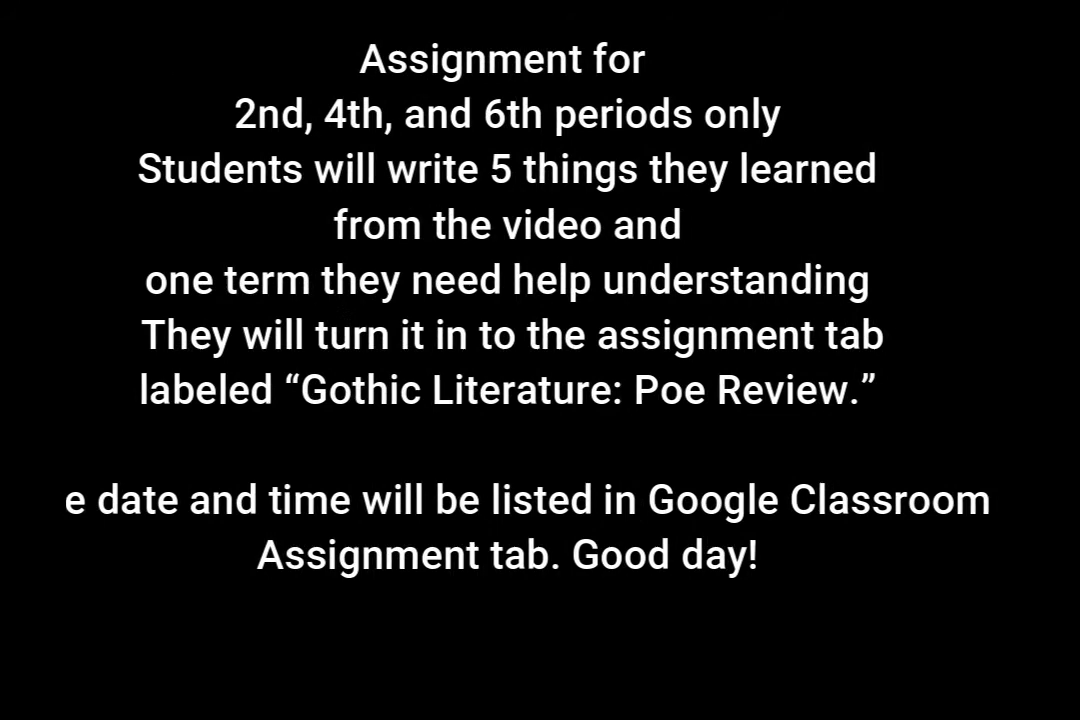 Assignment for
2nd, 4th, and 6th periods only
Students will write 5 things they learned
from the video and
one term they need help understanding
They will turn it in to the assignment tab
labeled “Gothic Literature: Poe Review.”
e date and time will be listed in Google Classroom
Assignment tab. Good day!